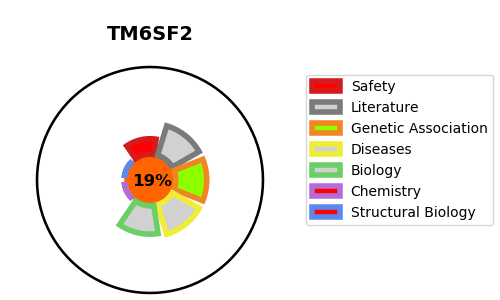 TM6SF2
19%
Safety
Literature
Genetic Association
Diseases
Biology
Chemistry
Structural Biology